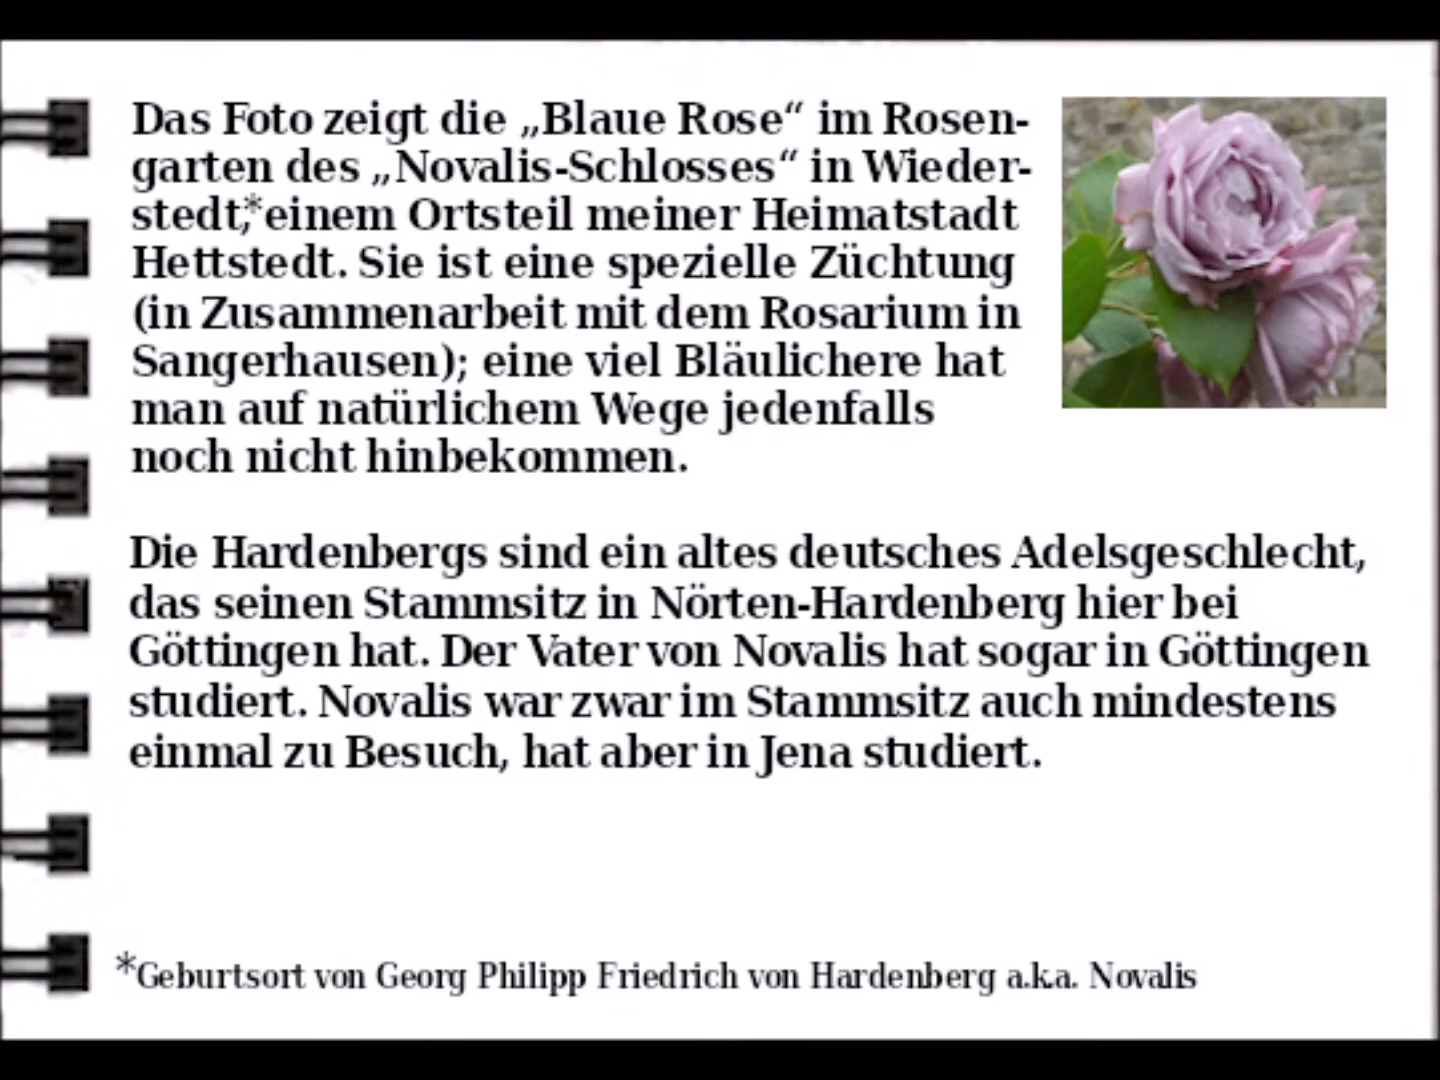 Das Foto zeigt die „Blaue Rose“ im Rosen-
garten des „Novalis-Schlosses“ in Wieder-
stedt,*einem Ortsteil meiner Heimatstadt
Hettstedt. Sie ist eine spezielle Züchtung
(in Zusammenarbeit mit dem Rosarium in
Sangerhausen); eine viel Bläulichere hat
man auf natürlichem Wege jedenfalls
noch nicht hinbekommen.
Die Hardenbergs sind ein altes deutsches Adelsgeschlecht,
das seinen Stammsitz in Nörten-Hardenberg hier bei
Göttingen hat. Der Vater von Novalis hat sogar in Göttingen
studiert. Novalis war zwar im Stammsitz auch mindestens
einmal zu Besuch, hat aber in Jena studiert.
*Geburtsort von Georg Philipp Friedrich von Hardenberg a.k.a. Novalis